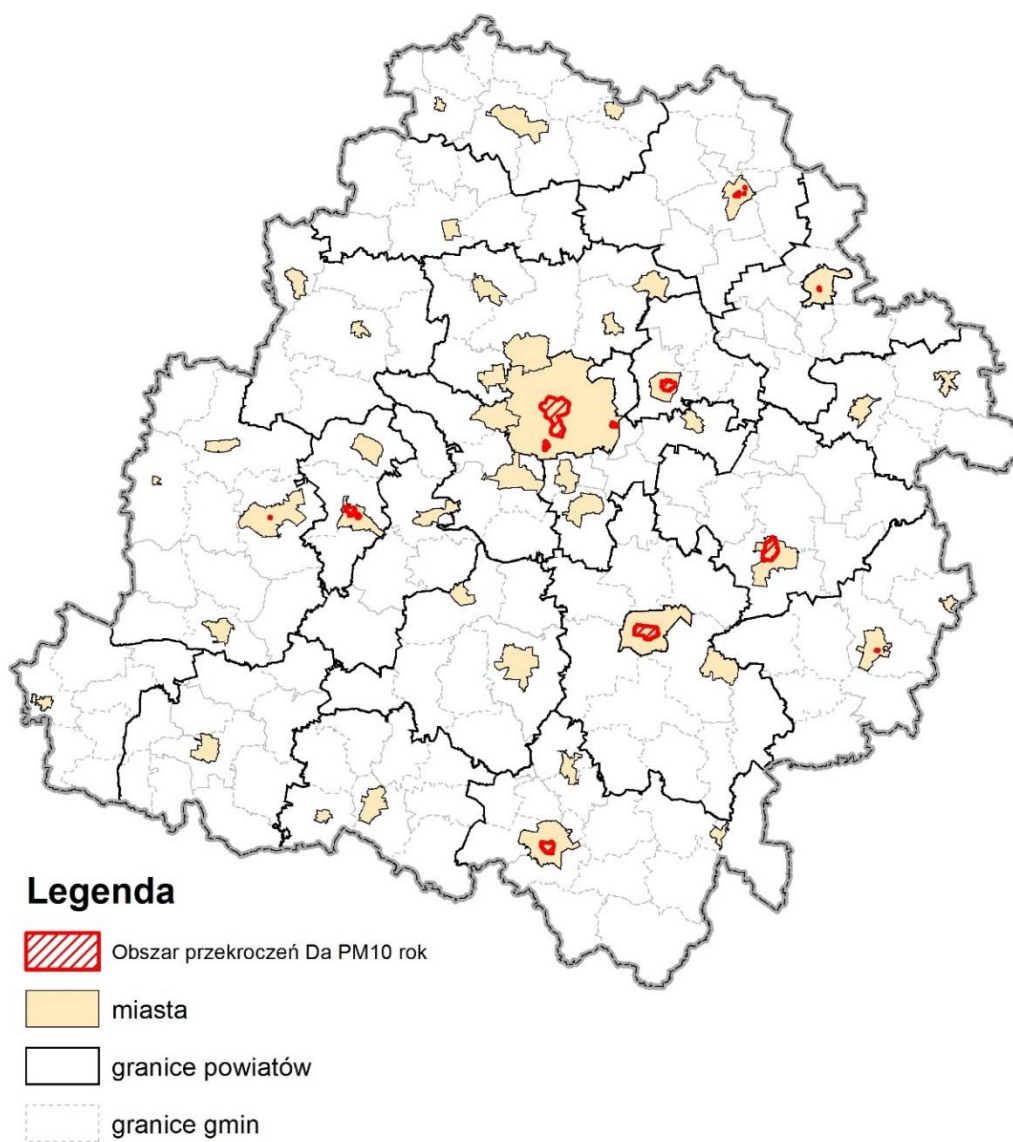 Legenda
Obszar przekroczeń Da PM10 rok
miasta
granice powiatów
granice gmin